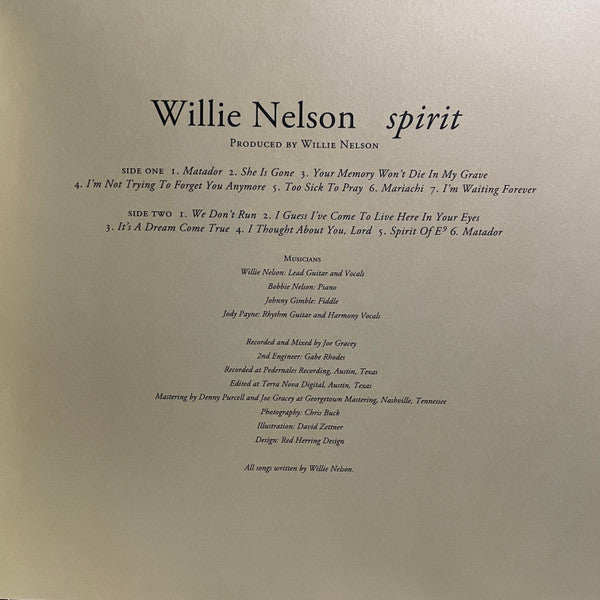 Willie Nelson spirit
Produced by Willie Nelson
side one 1. Matador 2. She Is Gone 3. Your Memory Won't Die In My Grave
4. I'm Not Trying To Forget You Anymore 5. Too Sick To Pray 6. Mariachi 7. I'm Waiting Forever
side two 1. We Don't Run 2. I Guess I've Come To Live Here In Your Eyes
3. It's A Dream Come True 4. I Thought About You, Lord 5. Spirit Of E⁹ 6. Matador
Musicians
Willie Nelson: Lead Guitar and Vocals
Bobbie Nelson: Piano
Johnny Gimble: Fiddle
Jody Payne: Rhythm Guitar and Harmony Vocals
Recorded and Mixed by Joe Gracey
2nd Engineer: Gabe Rhodes
Recorded at Pedernales Recording, Austin, Texas
Edited at Terra Nova Digital, Austin, Texas
Mastering by Denny Purcell and Joe Gracey at Georgetown Mastering, Nashville, Tennessee
Photography: Chris Buck
Illustration: David Zettner
Design: Red Herring Design
All songs written by Willie Nelson.